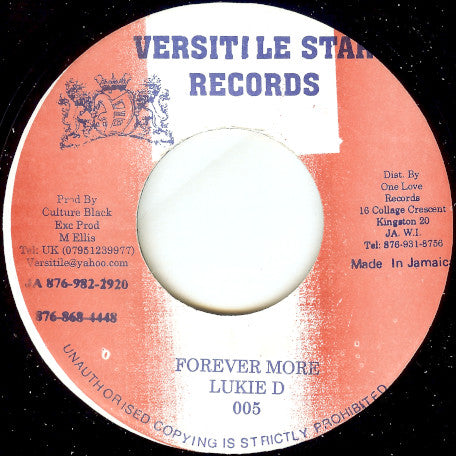 VERSITILE STAR
RECORDS
Prod By
Culture Black
Exc Prod
M Ellis
Tel: UK (07951239977)
Versitile@yahoo.com
JA 876-982-2920
876-868-4448
Dist. By
One Love
Records
16 Collage Crescent
Kingston 20
JA. W.I.
Tel: 876-931-8756
Made In Jamaica
FOREVER MORE
LUKIE D
005
UNAUTHORISED COPYING IS STRICTLY PROHIBITED